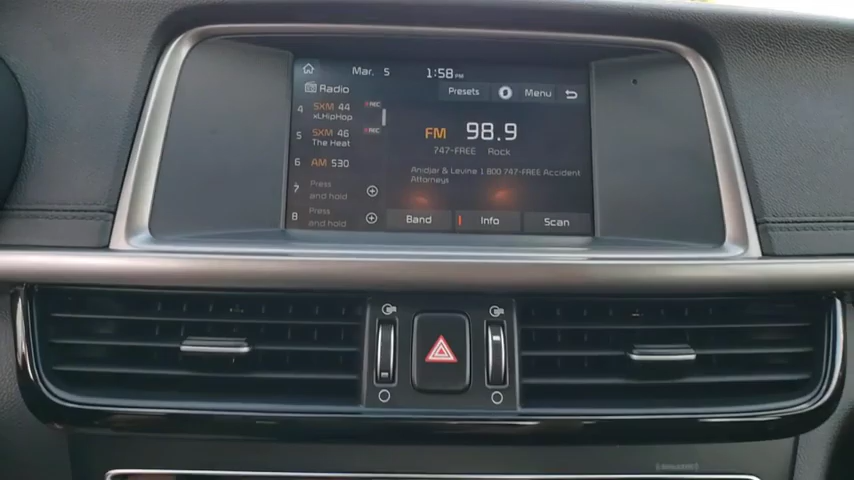 Mar. 5 1:58 PM
Radio
Presets Menu
4 SXM 44 REC
xLHipHop
5 SXM 46 REC
The Heat
6 AM 530
7 Press
and hold
8 Press
and hold
FM 98.9
747-FREE Rock
Anidjar & Levine 1 800 747-FREE Accident
Attorneys
Band Info Scan